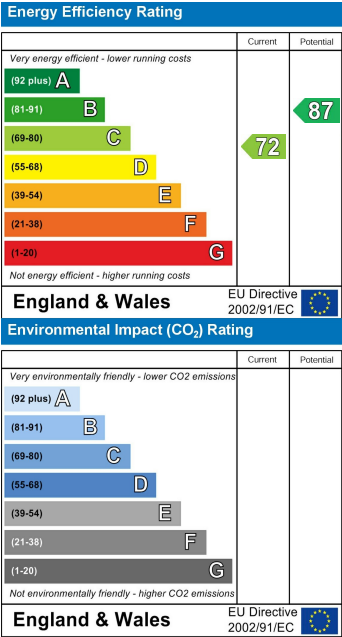 Energy Efficiency Rating
Current Potential
Very energy efficient - lower running costs
(92 plus) A
(81-91) B
87
(69-80) C
72
(55-68) D
(39-54) E
(21-38) F
(1-20) G
Not energy efficient - higher running costs
England & Wales
EU Directive
2002/91/EC
Environmental Impact (CO₂) Rating
Current Potential
Very environmentally friendly - lower CO2 emissions
(92 plus) A
(81-91) B
(69-80) C
(55-68) D
(39-54) E
(21-38) F
(1-20) G
Not environmentally friendly - higher CO2 emissions
England & Wales
EU Directive
2002/91/EC